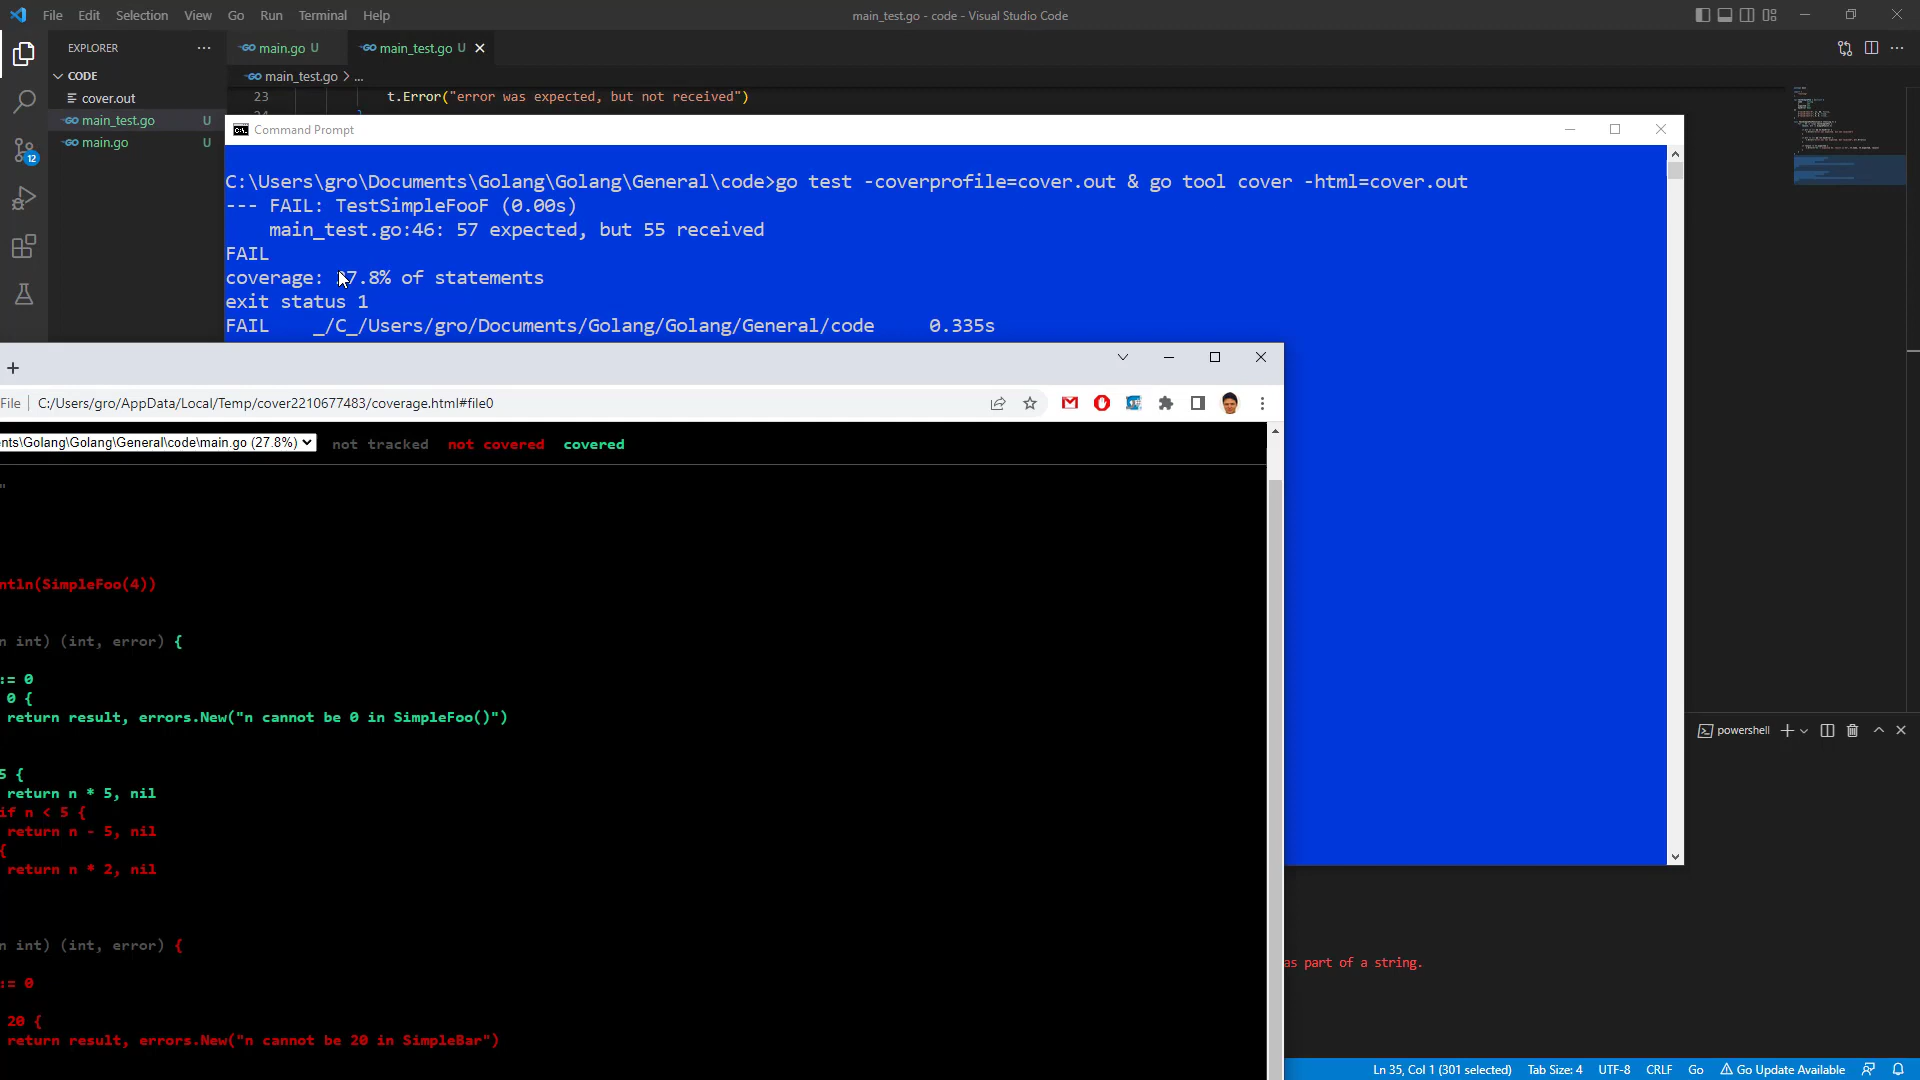 File Edit Selection View Go Run Terminal Help
main_test.go - code - Visual Studio Code
EXPLORER
main.go U
main_test.go U
CODE
main_test.go > ...
cover.out
23 t.Error("error was expected, but not received")
main_test.go U
Command Prompt
main.go U
12
C:\Users\gro\Documents\Golang\Golang\General\code>go test -coverprofile=cover.out & go tool cover -html=cover.out
--- FAIL: TestSimpleFooF (0.00s)
main_test.go:46: 57 expected, but 55 received
FAIL
coverage: 27.8% of statements
exit status 1
FAIL _/C_/Users/gro/Documents/Golang/Golang/General/code 0.335s
File C:/Users/gro/AppData/Local/Temp/cover2210677483/coverage.html#file0
nts\Golang\Golang\General\code\main.go (27.8%) not tracked not covered covered
"
ntln(SimpleFoo(4))
n int) (int, error) {
:= 0
0 {
return result, errors.New("n cannot be 0 in SimpleFoo()")
5 {
return n * 5, nil
if n < 5 {
return n - 5, nil
{
return n * 2, nil
n int) (int, error) {
:= 0
20 {
return result, errors.New("n cannot be 20 in SimpleBar")
powershell
as part of a string.
Ln 35, Col 1 (301 selected) Tab Size: 4 UTF-8 CRLF Go Go Update Available